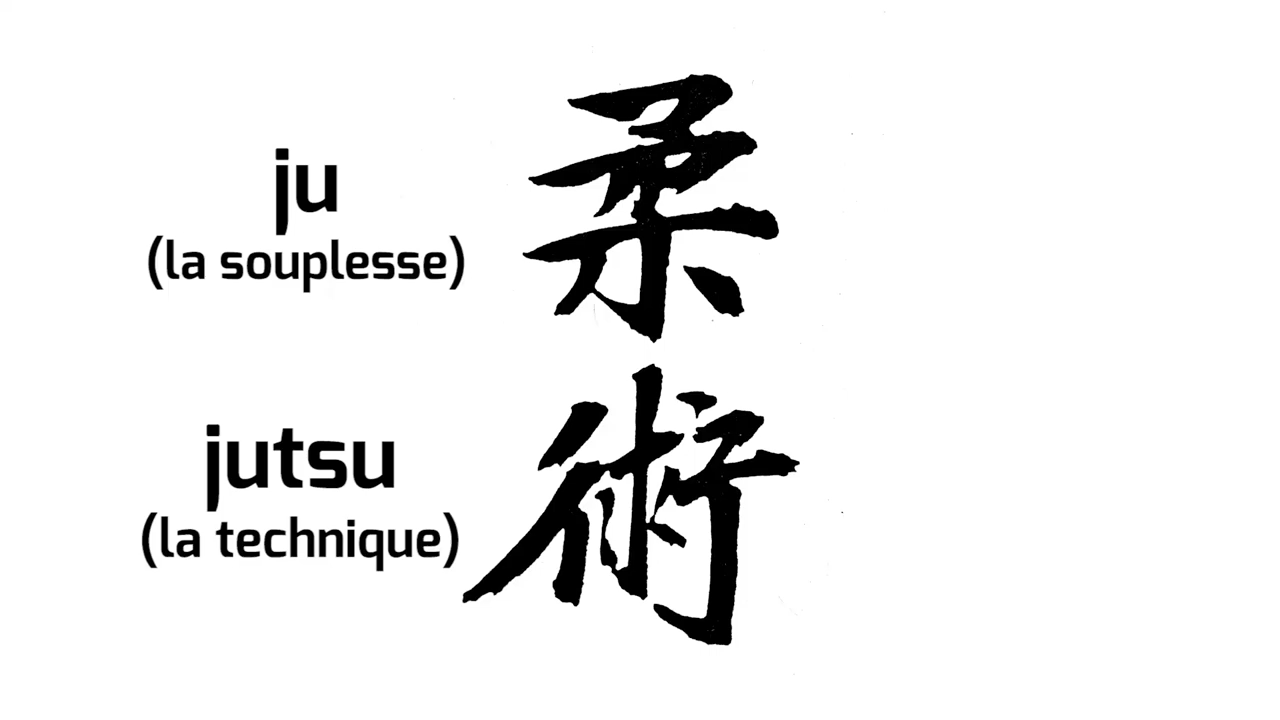 ju
(la souplesse)
柔
jutsu
(la technique)
術